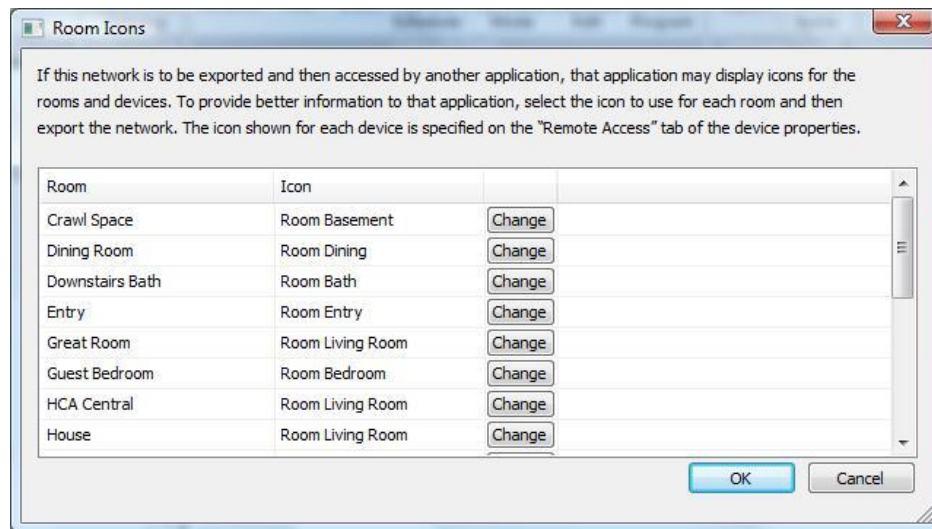 Room Icons
If this network is to be exported and then accessed by another application, that application may display icons for the
rooms and devices. To provide better information to that application, select the icon to use for each room and then
export the network. The icon shown for each device is specified on the "Remote Access" tab of the device properties.
Room Icon
Crawl Space Room Basement Change
Dining Room Room Dining Change
Downstairs Bath Room Bath Change
Entry Room Entry Change
Great Room Room Living Room Change
Guest Bedroom Room Bedroom Change
HCA Central Room Living Room Change
House Room Living Room Change
OK Cancel